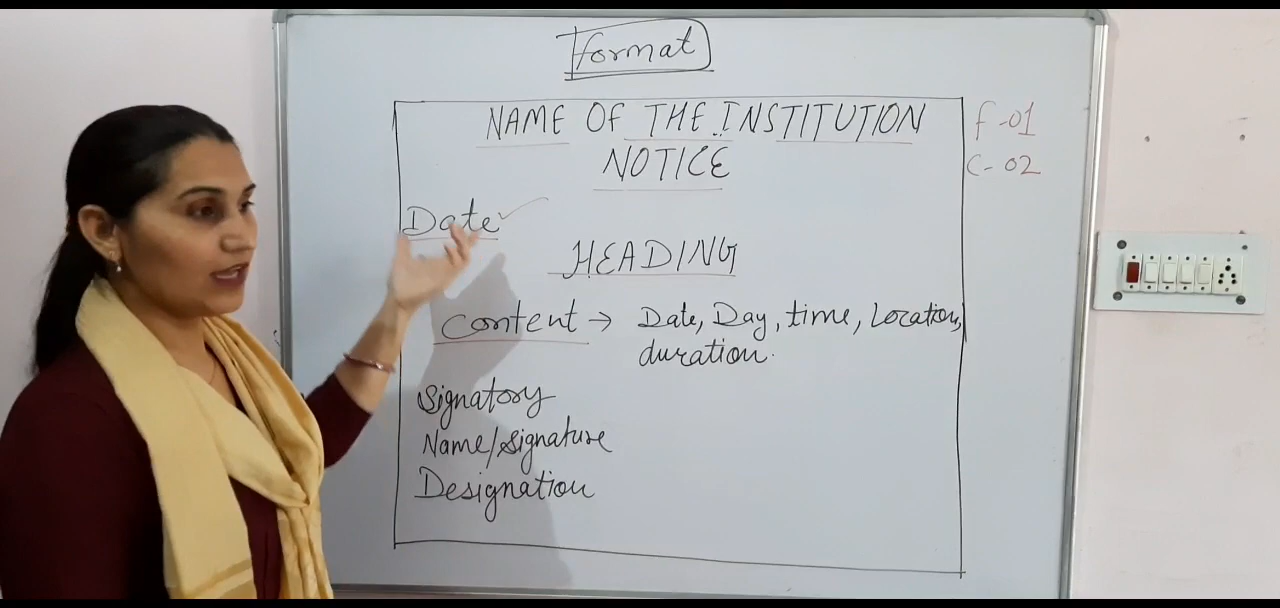 Format
NAME OF THE INSTITUTION
F-01
NOTICE
C-02
Date
HEADING
Content → Date, Day, time, Location,
duration.
Signatory
Name/Signature
Designation